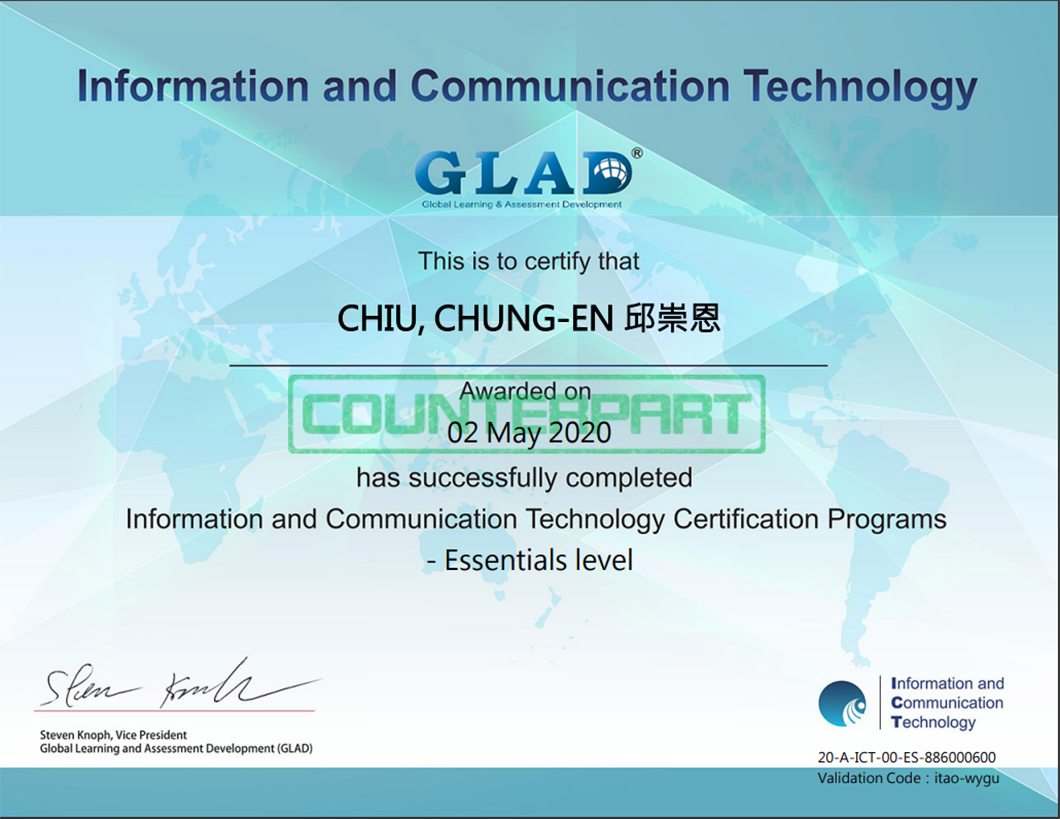 Information and Communication Technology
GLAD®
Global Learning & Assessment Development
This is to certify that
CHIU, CHUNG-EN 邱崇恩
Awarded on
COUNTERPART
02 May 2020
has successfully completed
Information and Communication Technology Certification Programs
- Essentials level
Steven Knoph, Vice President
Global Learning and Assessment Development (GLAD)
Information and
Communication
Technology
20-A-ICT-00-ES-886000600
Validation Code : itao-wygu